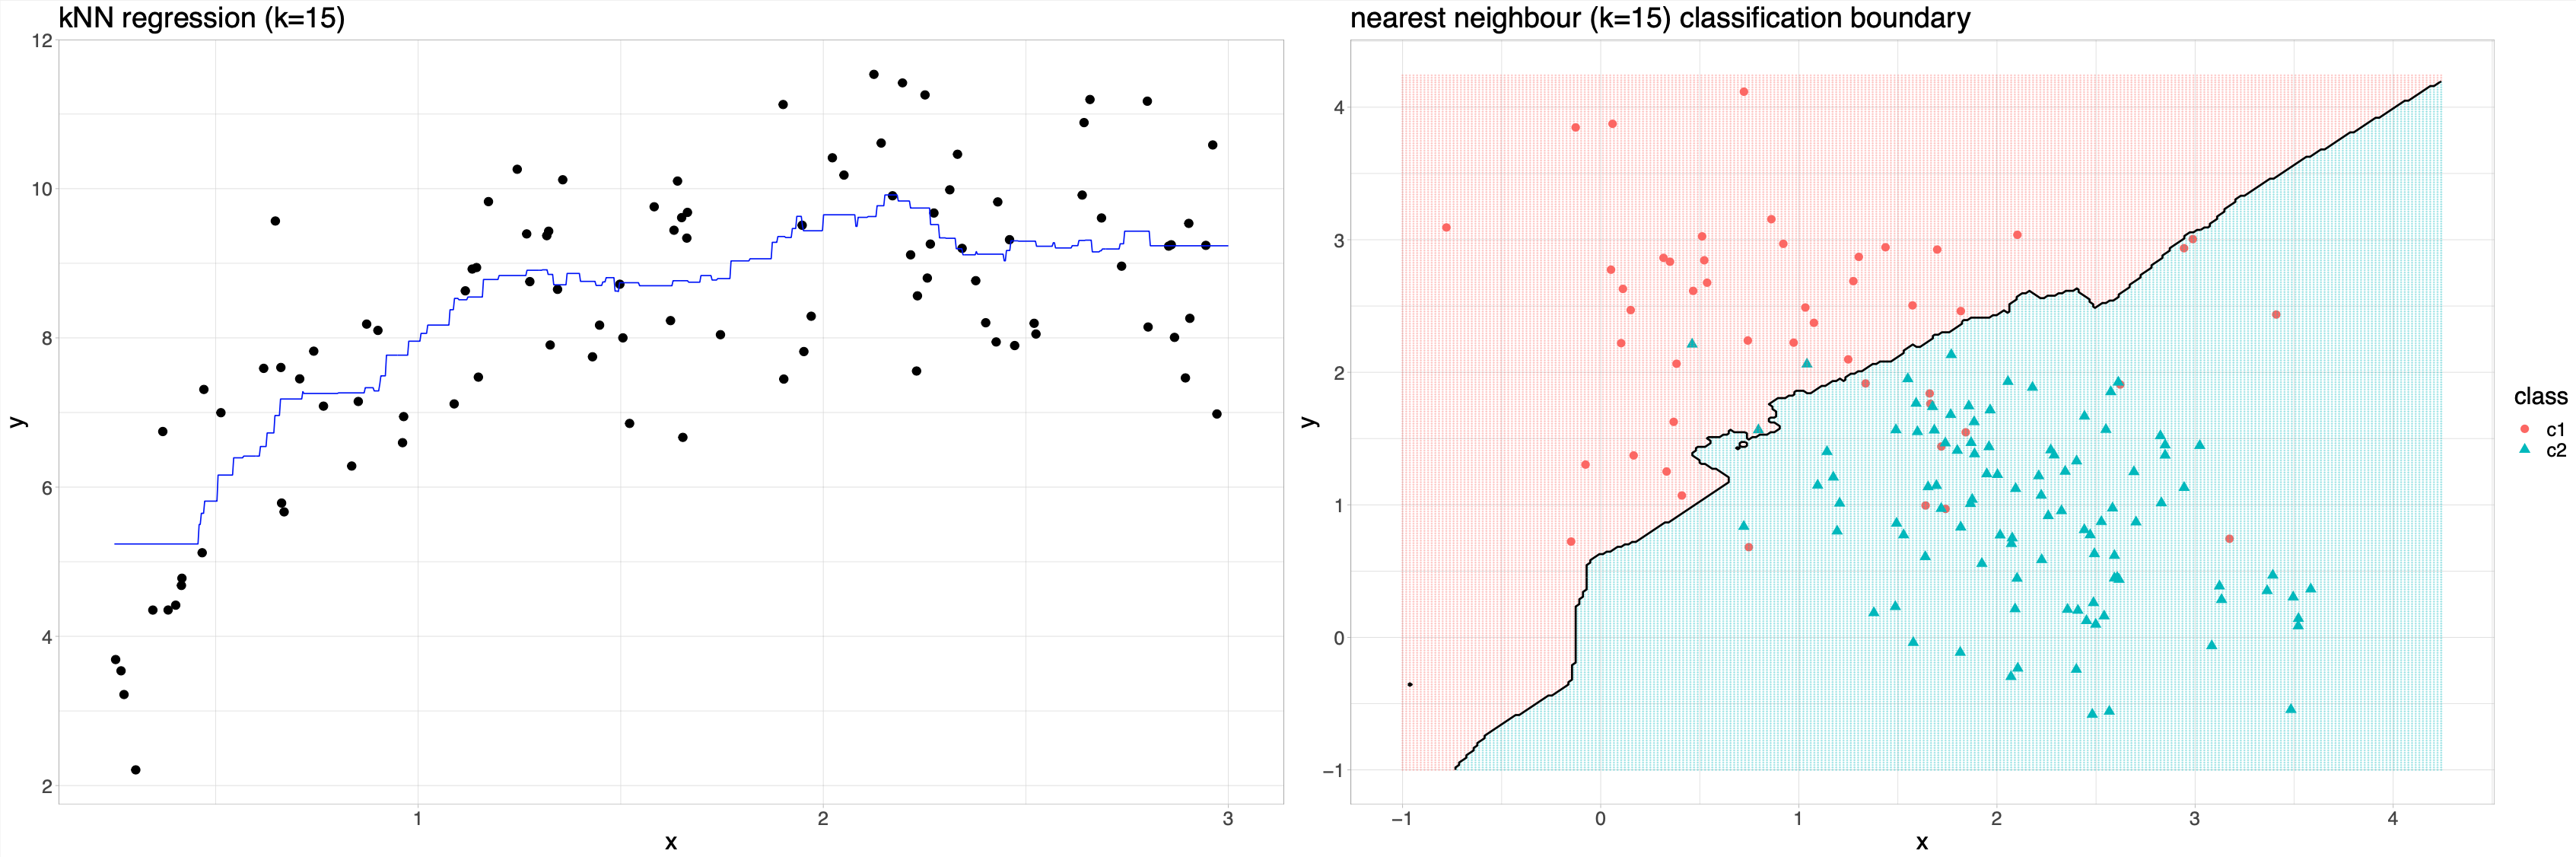 kNN regression (k=15)
12
10
8
6
4
2
y
1
2
3
x
nearest neighbour (k=15) classification boundary
4
3
2
1
0
−1
y
−1
0
1
2
3
4
x
class
c1
c2